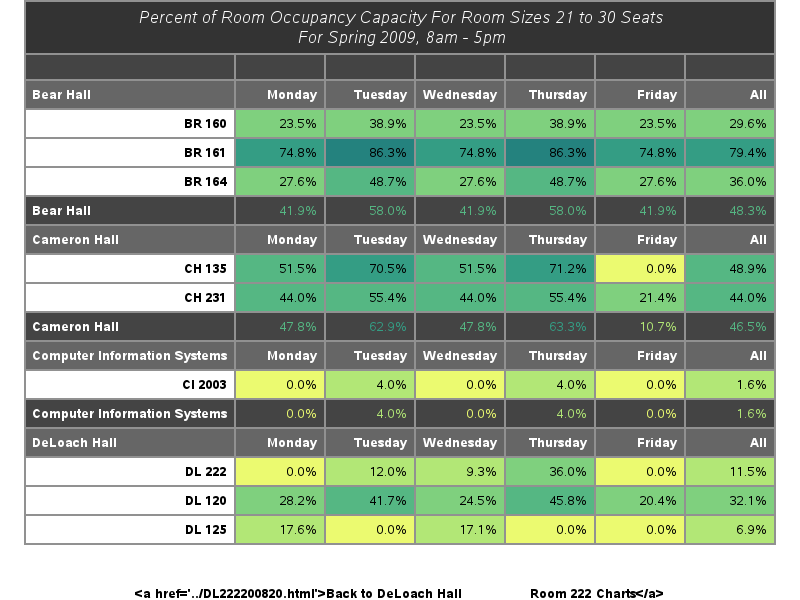 Percent of Room Occupancy Capacity For Room Sizes 21 to 30 Seats
For Spring 2009, 8am - 5pm
Bear Hall Monday Tuesday Wednesday Thursday Friday All
BR 160 23.5% 38.9% 23.5% 38.9% 23.5% 29.6%
BR 161 74.8% 86.3% 74.8% 86.3% 74.8% 79.4%
BR 164 27.6% 48.7% 27.6% 48.7% 27.6% 36.0%
Bear Hall 41.9% 58.0% 41.9% 58.0% 41.9% 48.3%
Cameron Hall Monday Tuesday Wednesday Thursday Friday All
CH 135 51.5% 70.5% 51.5% 71.2% 0.0% 48.9%
CH 231 44.0% 55.4% 44.0% 55.4% 21.4% 44.0%
Cameron Hall 47.8% 62.9% 47.8% 63.3% 10.7% 46.5%
Computer Information Systems Monday Tuesday Wednesday Thursday Friday All
CI 2003 0.0% 4.0% 0.0% 4.0% 0.0% 1.6%
Computer Information Systems 0.0% 4.0% 0.0% 4.0% 0.0% 1.6%
DeLoach Hall Monday Tuesday Wednesday Thursday Friday All
DL 222 0.0% 12.0% 9.3% 36.0% 0.0% 11.5%
DL 120 28.2% 41.7% 24.5% 45.8% 20.4% 32.1%
DL 125 17.6% 0.0% 17.1% 0.0% 0.0% 6.9%
<a href='../DL222200820.html'>Back to DeLoach Hall Room 222 Charts</a>